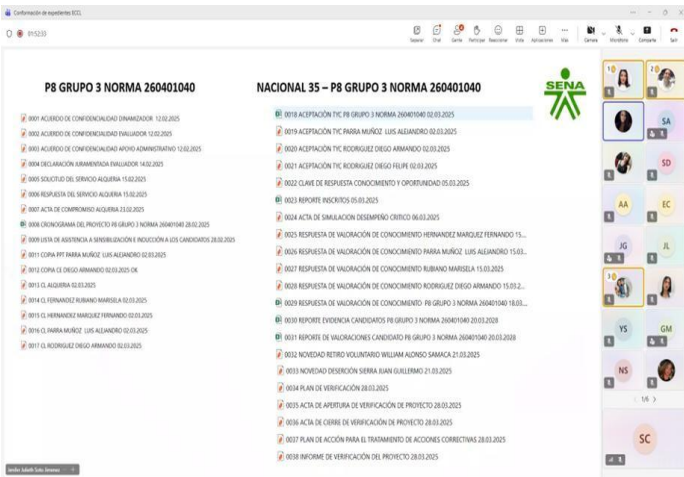 Conformación de expedientes ECCL
01:52:33
Separar Chat Gente Participar Reaccionar Vista Aplicaciones Más Cámara Micrófono Compartir Salir
P8 GRUPO 3 NORMA 260401040
0001 ACUERDO DE CONFIDENCIALIDAD DINAMIZADOR 12.02.2025
0002 ACUERDO DE CONFIDENCIALIDAD EVALUADOR 12.02.2025
0003 ACUERDO DE CONFIDENCIALIDAD APOYO ADMINISTRATIVO 12.02.2025
0004 DECLARACIÓN JURAMENTADA EVALUADOR 14.02.2025
0005 SOLICITUD DEL SERVICIO ALQUERIA 15.02.2025
0006 RESPUESTA DEL SERVICIO ALQUERIA 15.02.2025
0007 ACTA DE COMPROMISO ALQUERIA 23.02.2025
0008 CRONOGRAMA DEL PROYECTO P8 GRUPO 3 NORMA 260401040 28.02.2025
0009 LISTA DE ASISTENCIA A SENSIBILIZACIÓN E INDUCCIÓN A LOS CANDIDATOS 28.02.2025
0011 COPIA PPT PARRA MUÑOZ LUIS ALEJANDRO 02.03.2025
0012 COPIA CE DIEGO ARMANDO 02.03.2025 OK
0013 CL ALQUERIA 02.03.2025
0014 CL FERNANDEZ RUBIANO MARISELA 02.03.2025
0015 CL HERNANDEZ MARQUEZ FERNANDO 02.03.2025
0016 CL PARRA MUÑOZ LUIS ALEJANDRO 02.03.2025
0017 CL RODRIGUEZ DIEGO ARMANDO 02.03.2025
NACIONAL 35 – P8 GRUPO 3 NORMA 260401040
0018 ACEPTACIÓN TYC P8 GRUPO 3 NORMA 260401040 02.03.2025
0019 ACEPTACIÓN TYC PARRA MUÑOZ LUIS ALEJANDRO 02.03.2025
0020 ACEPTACIÓN TYC RODRIGUEZ DIEGO ARMANDO 02.03.2025
0021 ACEPTACIÓN TYC RODRIGUEZ DIEGO FELIPE 02.03.2025
0022 CLAVE DE RESPUESTA CONOCIMIENTO Y OPORTUNIDAD 05.03.2025
0023 REPORTE INSCRITOS 05.03.2025
0024 ACTA DE SIMULACION DESEMPEÑO CRITICO 06.03.2025
0025 RESPUESTA DE VALORACIÓN DE CONOCIMIENTO HERNANDEZ MARQUEZ FERNANDO 15...
0026 RESPUESTA DE VALORACIÓN DE CONOCIMIENTO PARRA MUÑOZ LUIS ALEJANDRO 15.03...
0027 RESPUESTA DE VALORACIÓN DE CONOCIMIENTO RUBIANO MARISELA 15.03.2025
0028 RESPUESTA DE VALORACIÓN DE CONOCIMIENTO RODRIGUEZ DIEGO ARMANDO 15.03.2...
0029 RESPUESTA DE VALORACIÓN DE CONOCIMIENTO P8 GRUPO 3 NORMA 260401040 18.03....
0030 REPORTE EVIDENCIA CANDIDATOS P8 GRUPO 3 NORMA 260401040 20.03.2028
0031 REPORTE DE VALORACIONES CANDIDATO P8 GRUPO 3 NORMA 260401040 20.03.2028
0032 NOVEDAD RETIRO VOLUNTARIO WILLIAM ALONSO SAMACA 21.03.2025
0033 NOVEDAD DESERCIÓN SIERRA JUAN GUILLERMO 21.03.2025
0034 PLAN DE VERIFICACIÓN 28.03.2025
0035 ACTA DE APERTURA DE VERIFICACIÓN DE PROYECTO 28.03.2025
0036 ACTA DE CIERRE DE VERIFICACIÓN DE PROYECTO 28.03.2025
0037 PLAN DE ACCIÓN PARA EL TRATAMIENTO DE ACCIONES CORRECTIVAS 28.03.2025
0038 INFORME DE VERIFICACIÓN DEL PROYECTO 28.03.2025
SENA
1 2
SA
SD
AA EC
JG JL
3
YS GM
NS
1/6
SC